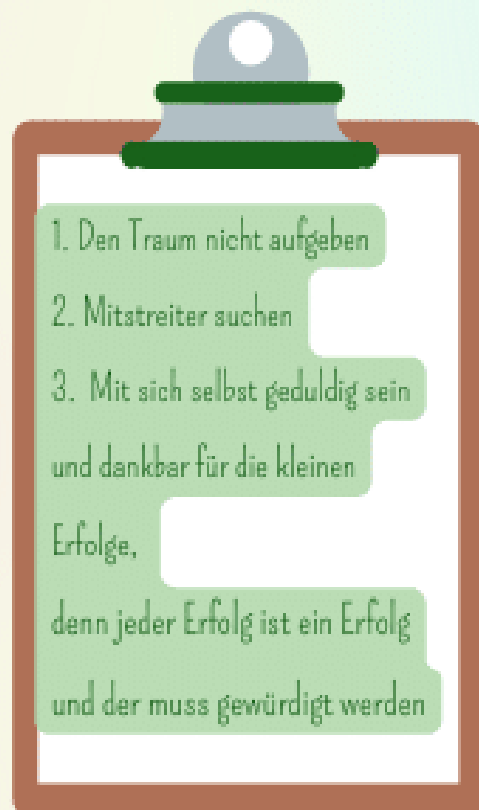 1. Den Traum nicht aufgeben
2. Mitstreiter suchen
3. Mit sich selbst geduldig sein
und dankbar für die kleinen
Erfolge,
denn jeder Erfolg ist ein Erfolg
und der muss gewürdigt werden